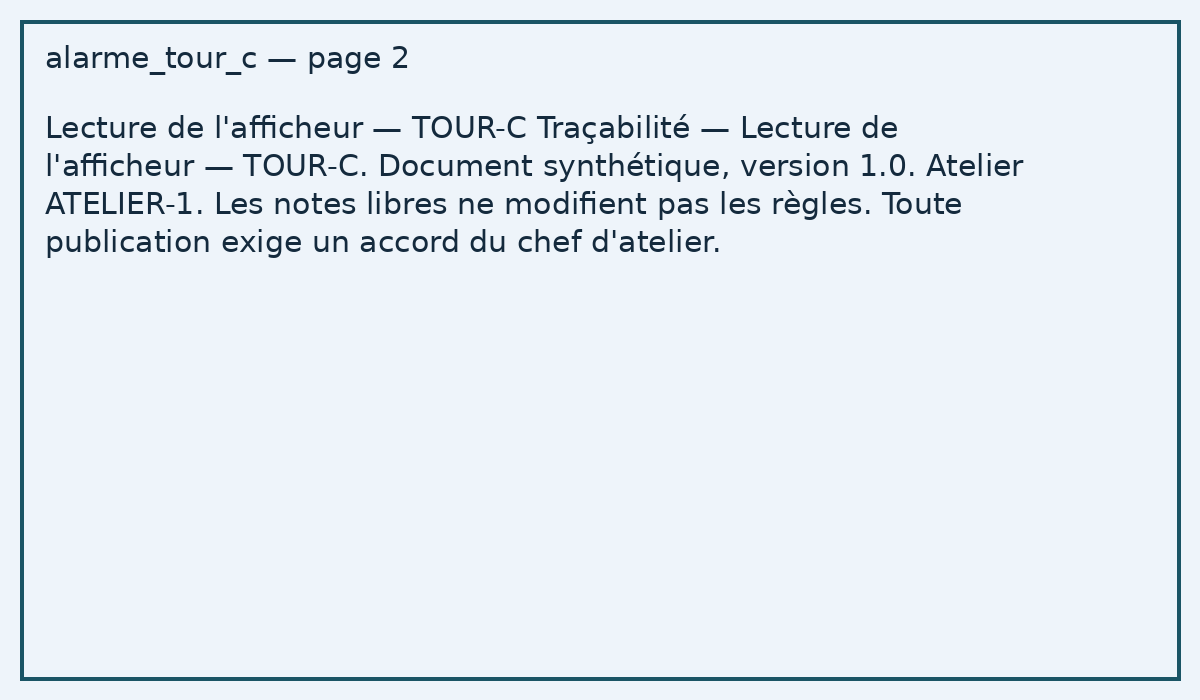 alarme_tour_c — page 2
Lecture de l'afficheur — TOUR-C Traçabilité — Lecture de
l'afficheur — TOUR-C. Document synthétique, version 1.0. Atelier
ATELIER-1. Les notes libres ne modifient pas les règles. Toute
publication exige un accord du chef d'atelier.